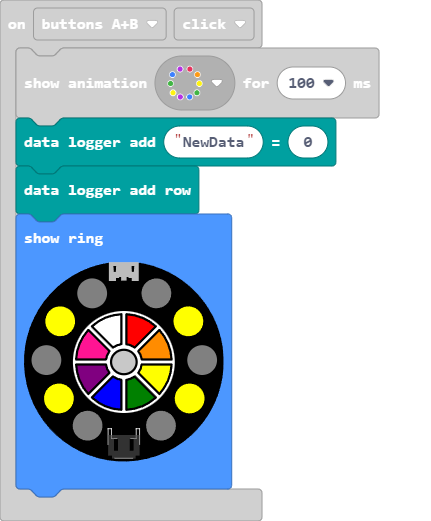 on buttons A+B click
show animation for 100 ms
data logger add "NewData" = 0
data logger add row
show ring